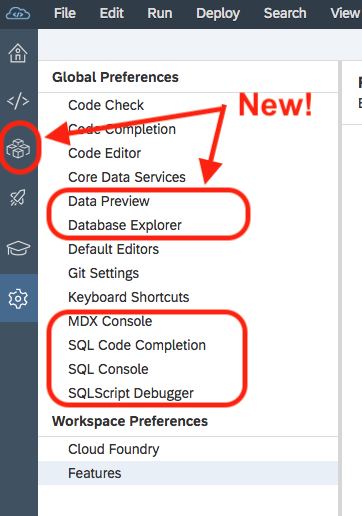 File Edit Run Deploy Search View
Global Preferences
New!
Code Check
Code Completion
Code Editor
Core Data Services
Data Preview
Database Explorer
Default Editors
Git Settings
Keyboard Shortcuts
MDX Console
SQL Code Completion
SQL Console
SQLScript Debugger
Workspace Preferences
Cloud Foundry
Features